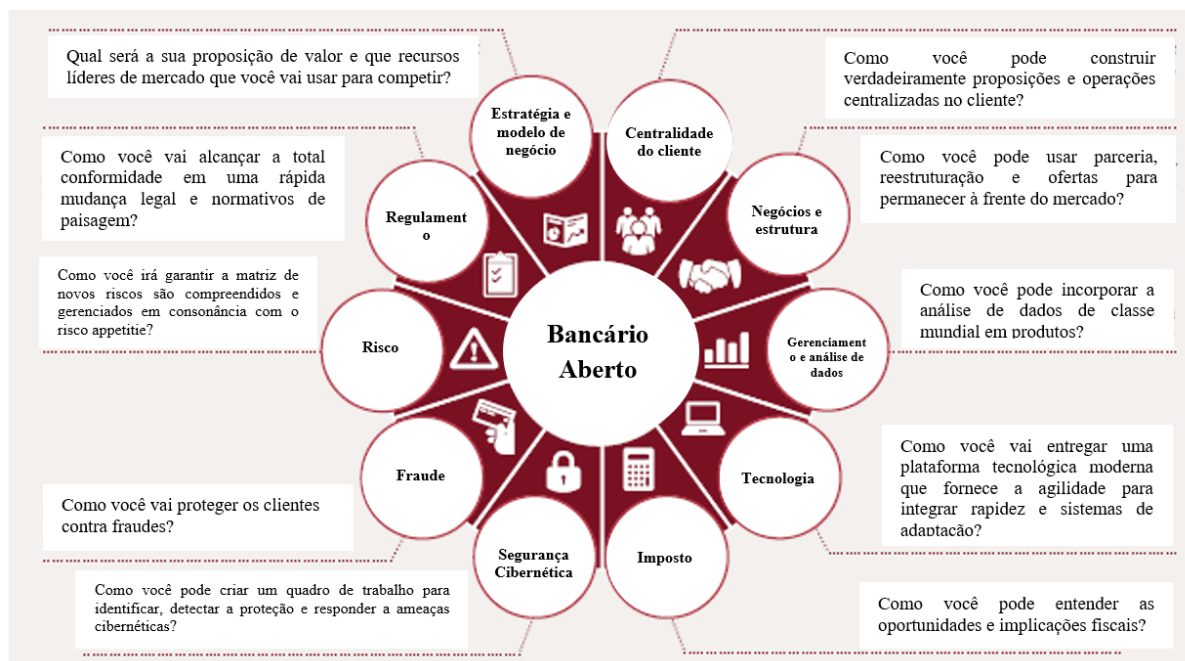 Qual será a sua proposição de valor e que recursos
líderes de mercado que você vai usar para competir?
Como você pode construir
verdadeiramente proposições e operações
centralizadas no cliente?
Estratégia e
modelo de
negócio
Centralidade
do cliente
Como você vai alcançar a total
conformidade em uma rápida
mudança legal e normativos de
paisagem?
Como você pode usar parceria,
reestruturação e ofertas para
permanecer à frente do mercado?
Regulament
o
Negócios e
estrutura
Como você irá garantir a matriz de
novos riscos são compreendidos e
gerenciados em consonância com o
risco appetitie?
Como você pode incorporar a
análise de dados de classe
mundial em produtos?
Risco
Bancário
Aberto
Gerenciament
o e análise de
dados
Como você vai entregar uma
plataforma tecnológica moderna
que fornece a agilidade para
integrar rapidez e sistemas de
adaptação?
Fraude
Tecnologia
Como você vai proteger os clientes
contra fraudes?
Segurança
Cibernética
Imposto
Como você pode criar um quadro de trabalho para
identificar, detectar a proteção e responder a ameaças
cibernéticas?
Como você pode entender as
oportunidades e implicações fiscais?